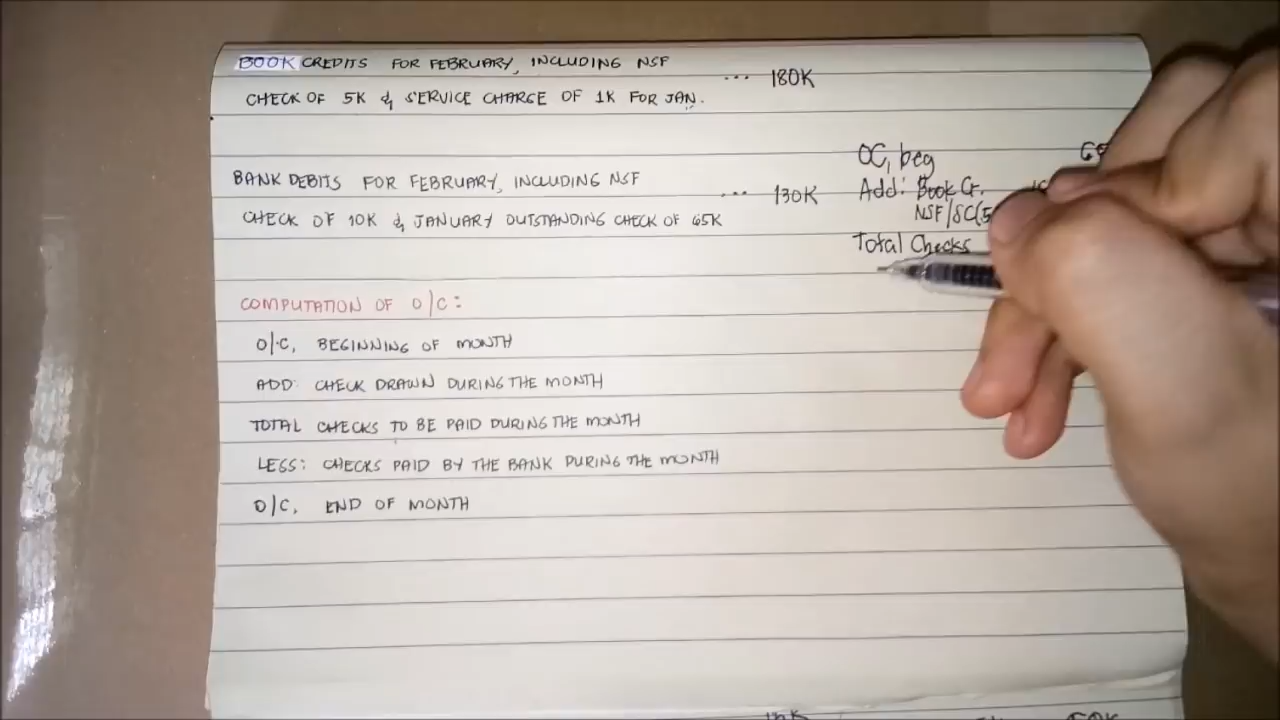 BOOK CREDITS FOR FEBRUARY, INCLUDING NSF
CHECK OF 5K & SERVICE CHARGE OF 1K FOR JAN.
... 180K
BANK DEBITS FOR FEBRUARY, INCLUDING NSF
CHECK OF 10K & JANUARY OUTSTANDING CHECK OF 65K
... 130K
OC, beg
Add: Book Cr.
NSF/SC(5
Total Checks
COMPUTATION OF O/C:
O/C, BEGINNING OF MONTH
ADD: CHECK DRAWN DURING THE MONTH
TOTAL CHECKS TO BE PAID DURING THE MONTH
LESS: CHECKS PAID BY THE BANK DURING THE MONTH
O/C, END OF MONTH